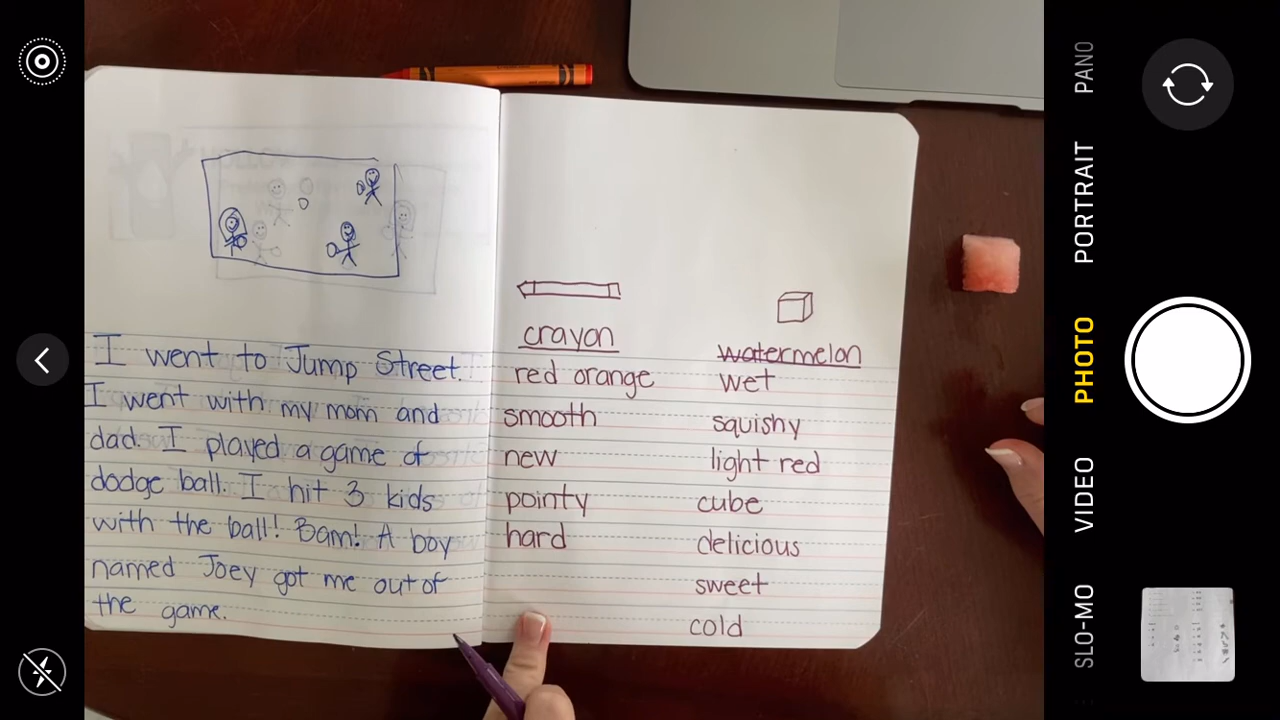 I went to Jump Street.
I went with my mom and
dad. I played a game of
dodge ball. I hit 3 kids
with the ball! Bam! A boy
named Joey got me out of
the game.
crayon
red orange
smooth
new
pointy
hard
watermelon
wet
squishy
light red
cube
delicious
sweet
cold
PANO
PORTRAIT
PHOTO
VIDEO
SLO-MO